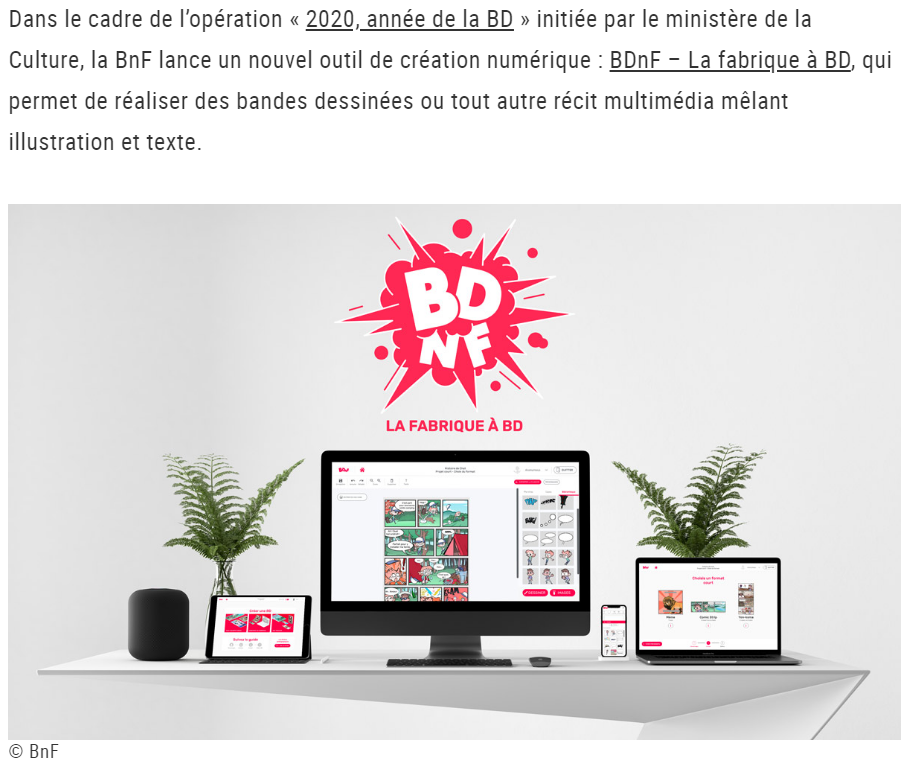 Dans le cadre de l’opération « 2020, année de la BD » initiée par le ministère de la
Culture, la BnF lance un nouvel outil de création numérique : BDnF – La fabrique à BD, qui
permet de réaliser des bandes dessinées ou tout autre récit multimédia mêlant
illustration et texte.
BD
NF
LA FABRIQUE À BD
© BnF